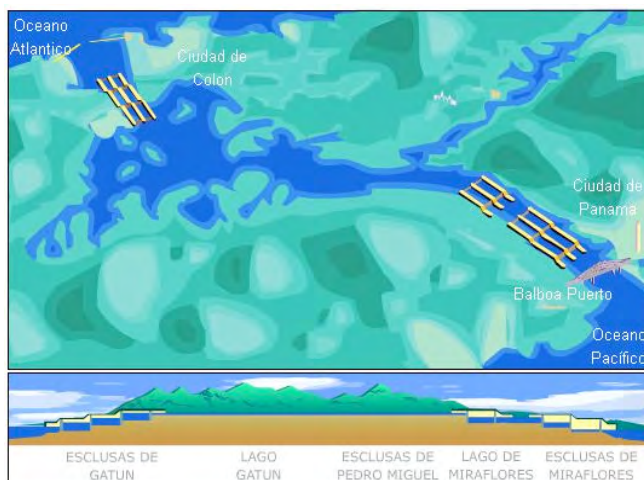 Oceano
Atlantico
Ciudad de
Colon
Ciudad de
Panama
Balboa Puerto
Oceano
Pacífico
ESCLUSAS DE
GATUN
LAGO
GATUN
ESCLUSAS DE
PEDRO MIGUEL
LAGO DE
MIRAFLORES
ESCLUSAS DE
MIRAFLORES